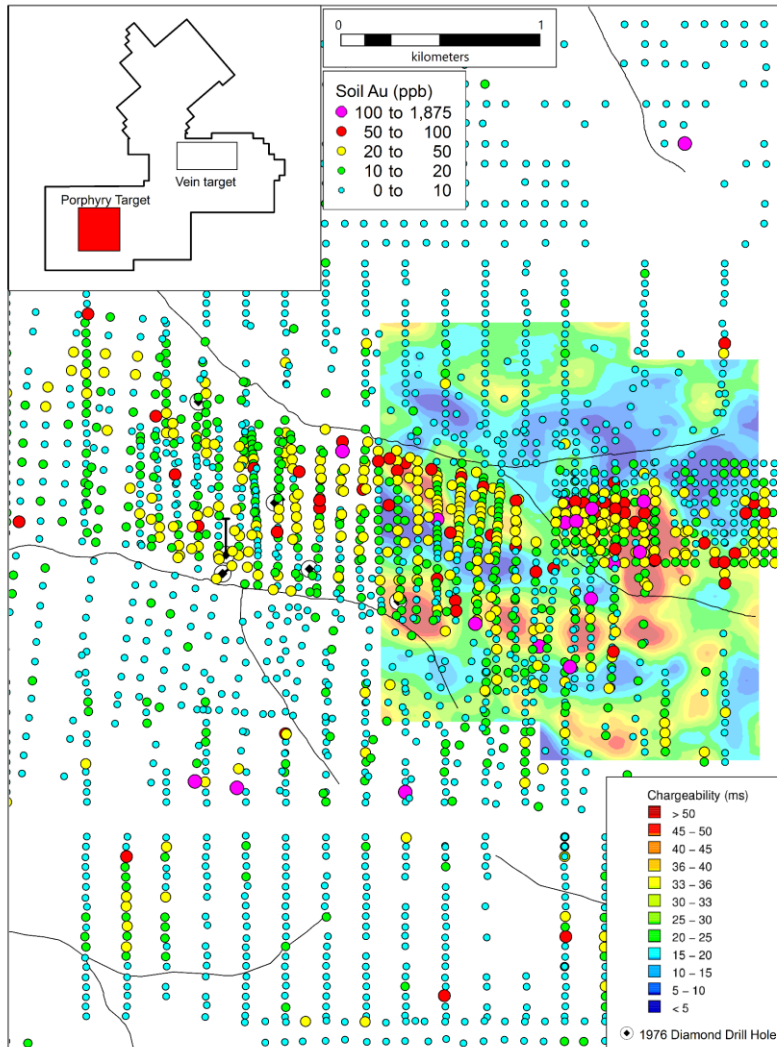 0 1
kilometers
Soil Au (ppb)
100 to 1,875
50 to 100
20 to 50
10 to 20
0 to 10
Vein target
Porphyry Target
Chargeability (ms)
> 50
45 – 50
40 – 45
36 – 40
33 – 36
30 – 33
25 – 30
20 – 25
15 – 20
10 – 15
5 – 10
< 5
1976 Diamond Drill Hole